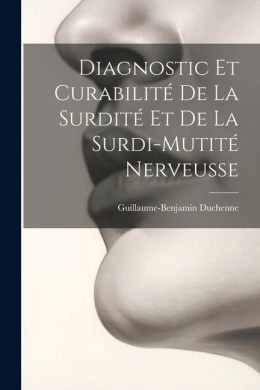 Diagnostic Et
Curabilité De La
Surdité Et De La
Surdi-Mutité
Nerveusse
Guillaume-Benjamin Duchenne